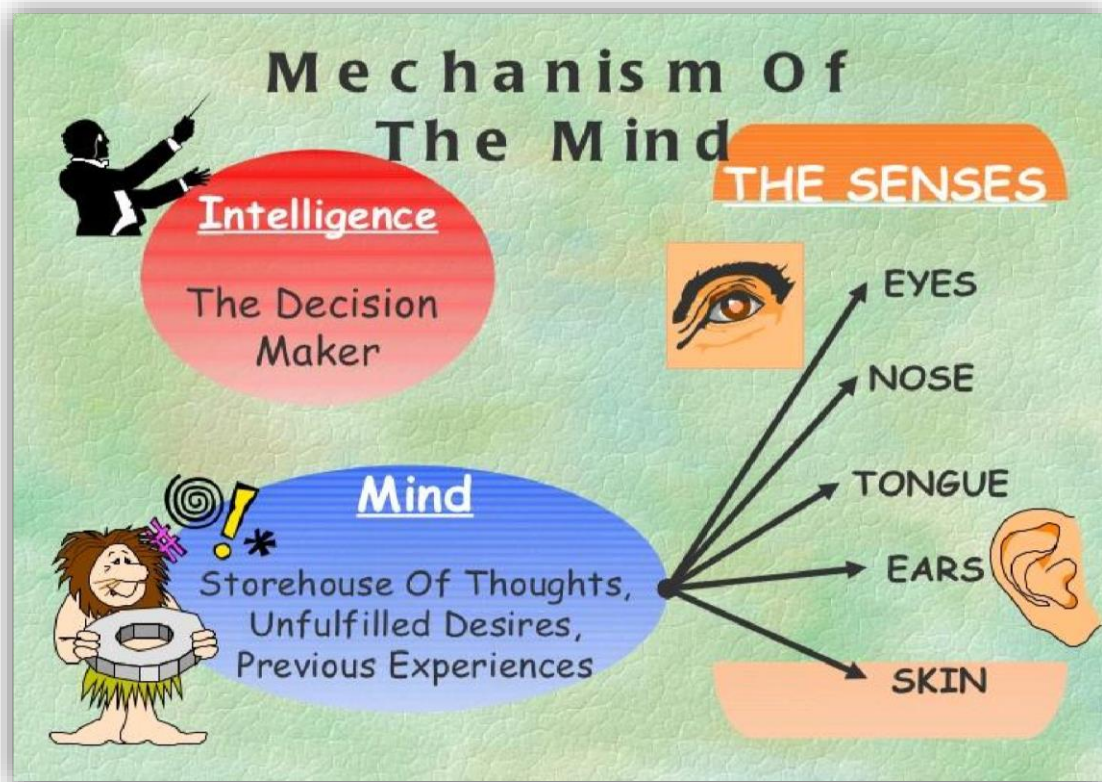 Mechanism Of
The Mind
Intelligence
The Decision
Maker
Mind
Storehouse Of Thoughts,
Unfulfilled Desires,
Previous Experiences
THE SENSES
EYES
NOSE
TONGUE
EARS
SKIN